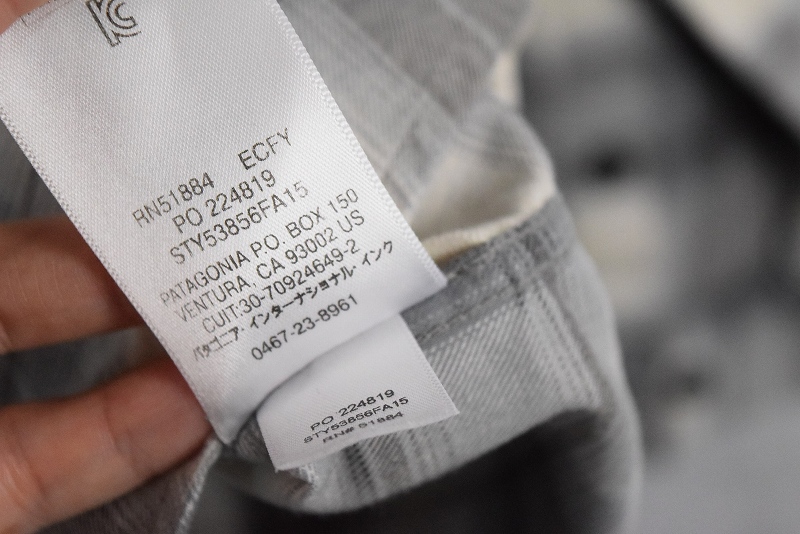 RN51884 ECFY
PO 224819
STY53856FA15
PATAGONIA P.O. BOX 150
VENTURA, CA 93002 US
CUIT:30-70924649-2
パタゴニア・インターナショナル・インク
0467-23-8961
PO 224819
STY53856FA15
RN# 51884